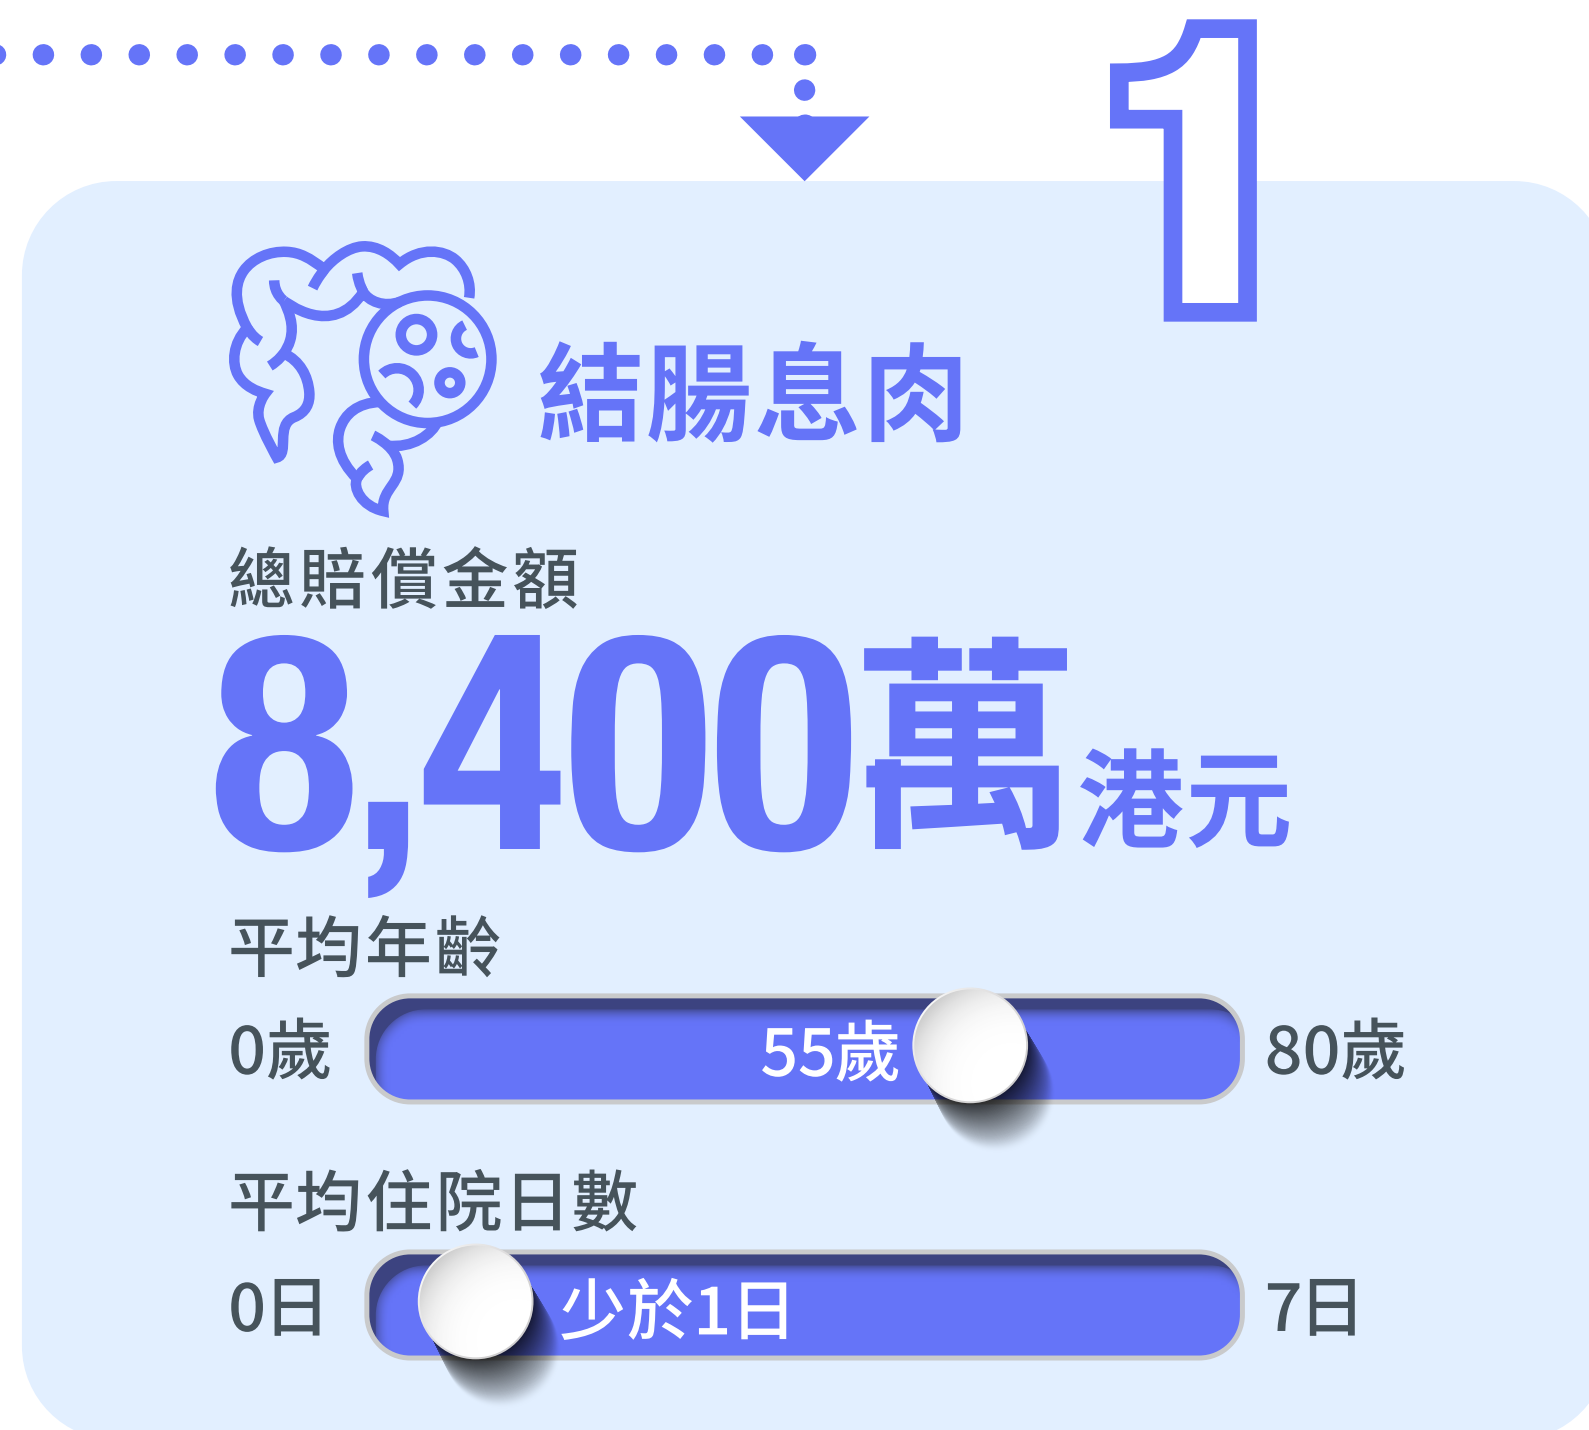 1
結腸息肉
總賠償金額
8,400萬港元
平均年齡
0歲 55歲 80歲
平均住院日數
0日 少於1日 7日